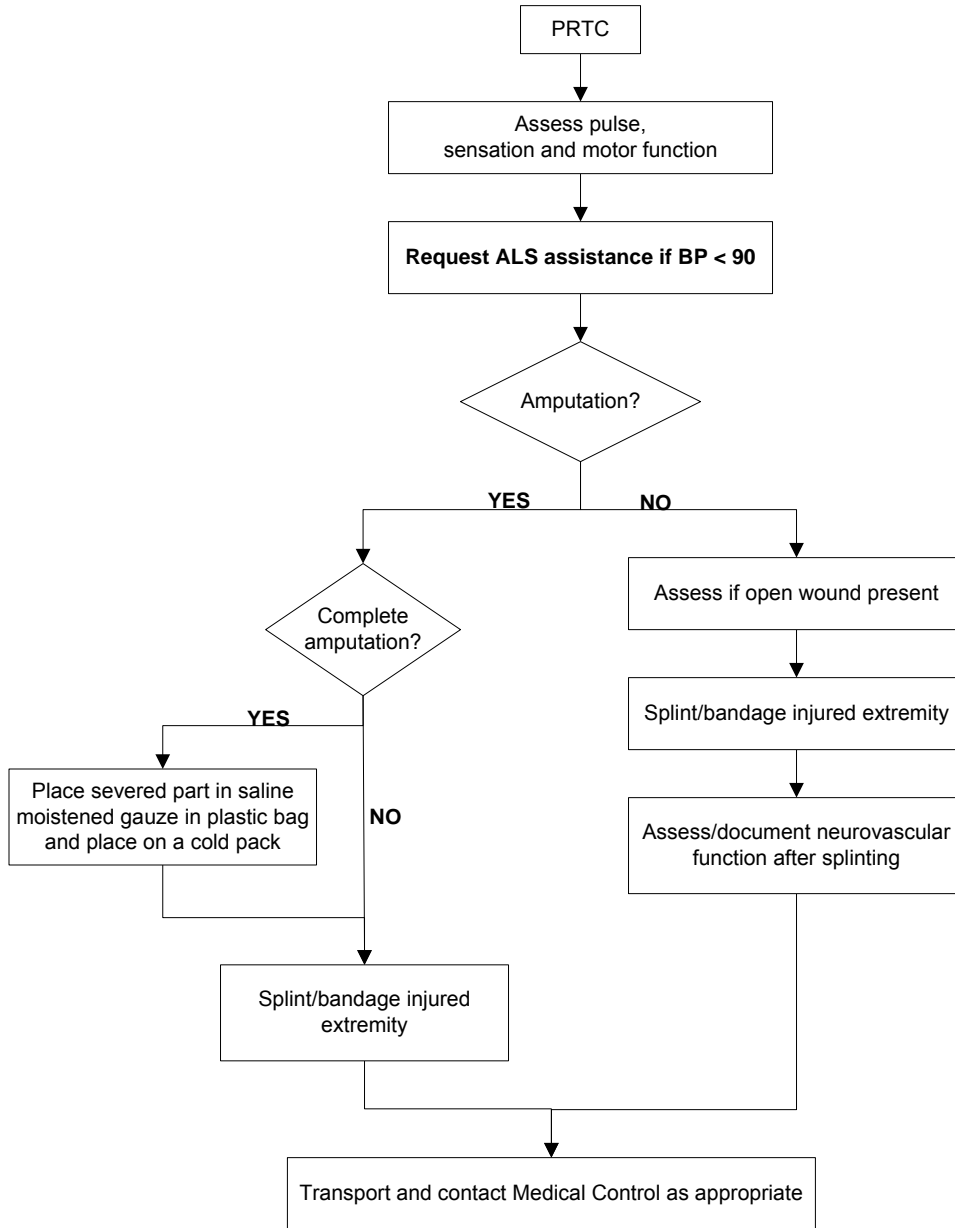 PRTC
Assess pulse,
sensation and motor function
Request ALS assistance if BP < 90
Amputation?
YES
NO
Complete
amputation?
Assess if open wound present
YES
Splint/bandage injured extremity
Place severed part in saline
moistened gauze in plastic bag
and place on a cold pack
NO
Assess/document neurovascular
function after splinting
Splint/bandage injured
extremity
Transport and contact Medical Control as appropriate